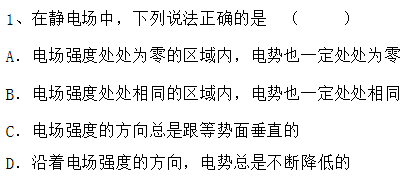 1、在静电场中，下列说法正确的是　（　　）
A．电场强度处处为零的区域内，电势也一定处处为零
B．电场强度处处相同的区域内，电势也一定处处相同
C．电场强度的方向总是跟等势面垂直的
D．沿着电场强度的方向，电势总是不断降低的